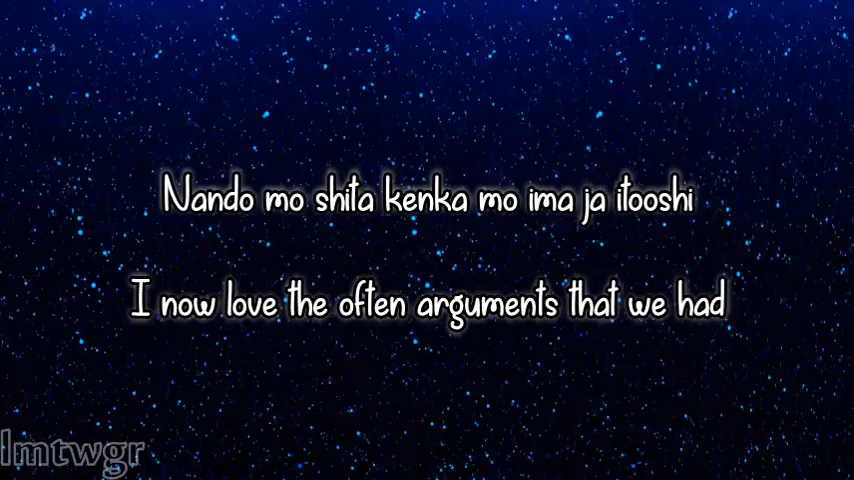 Nando mo shita kenka mo ima ja itooshi
I now love the often arguments that we had
lmtwgr